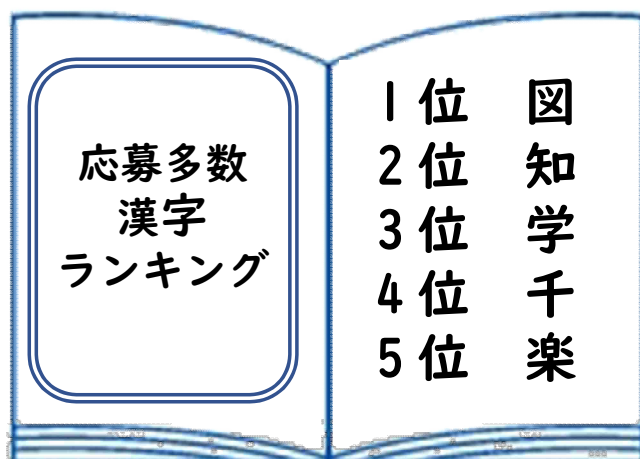 応募多数
漢字
ランキング
1位 図
2位 知
3位 学
4位 千
5位 楽